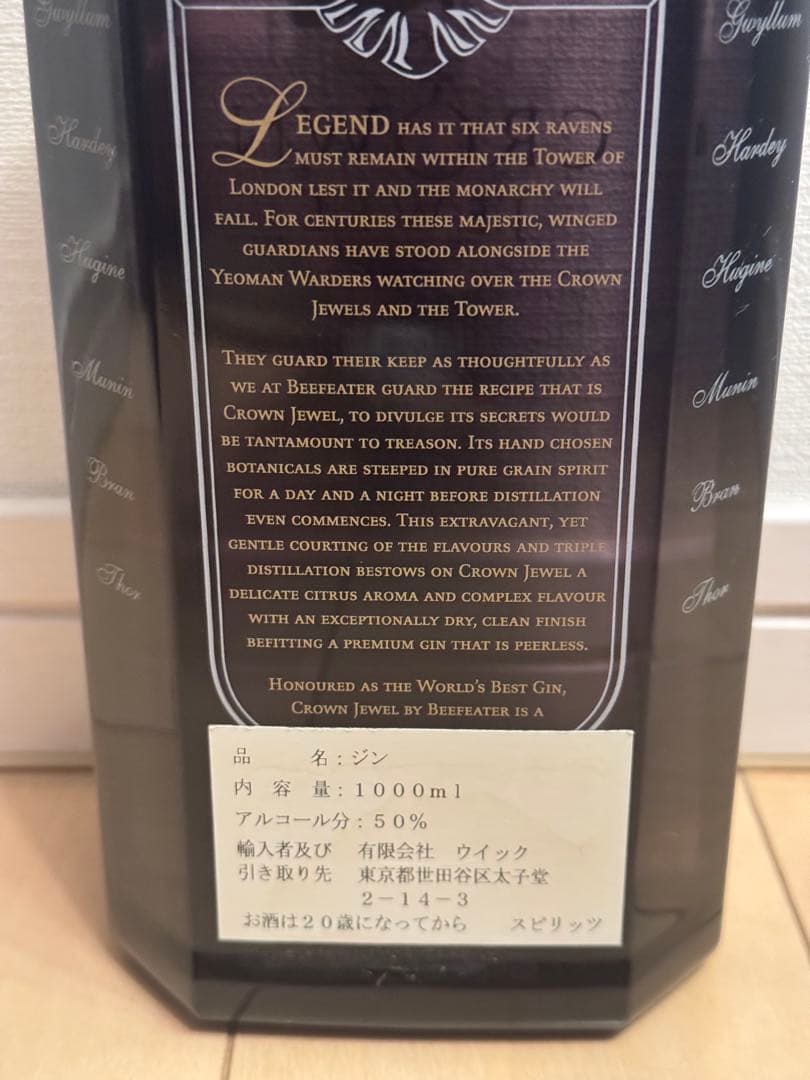 LEGEND HAS IT THAT SIX RAVENS
MUST REMAIN WITHIN THE TOWER OF
LONDON LEST IT AND THE MONARCHY WILL
FALL. FOR CENTURIES THESE MAJESTIC, WINGED
GUARDIANS HAVE STOOD ALONGSIDE THE
YEOMAN WARDERS WATCHING OVER THE CROWN
JEWELS AND THE TOWER.
THEY GUARD THEIR KEEP AS THOUGHTFULLY AS
WE AT BEEFEATER GUARD THE RECIPE THAT IS
CROWN JEWEL, TO DIVULGE ITS SECRETS WOULD
BE TANTAMOUNT TO TREASON. ITS HAND CHOSEN
BOTANICALS ARE STEEPED IN PURE GRAIN SPIRIT
FOR A DAY AND A NIGHT BEFORE DISTILLATION
EVEN COMMENCES. THIS EXTRAVAGANT, YET
GENTLE COURTING OF THE FLAVOURS AND TRIPLE
DISTILLATION BESTOWS ON CROWN JEWEL A
DELICATE CITRUS AROMA AND COMPLEX FLAVOUR
WITH AN EXCEPTIONALLY DRY, CLEAN FINISH
BEFITTING A PREMIUM GIN THAT IS PEERLESS.
HONOURED AS THE WORLD'S BEST GIN,
CROWN JEWEL BY BEEFEATER IS A
品　　名：ジン
内　容　量：１０００ｍｌ
アルコール分：５０％
輸入者及び　有限会社　ウイック
引き取り先　東京都世田谷区太子堂
２－１４－３
お酒は２０歳になってから　スピリッツ
Gwyllum
Hardey
Hugine
Munin
Bran
Thor
Gwyllum
Hardey
Hugine
Munin
Bran
Thor